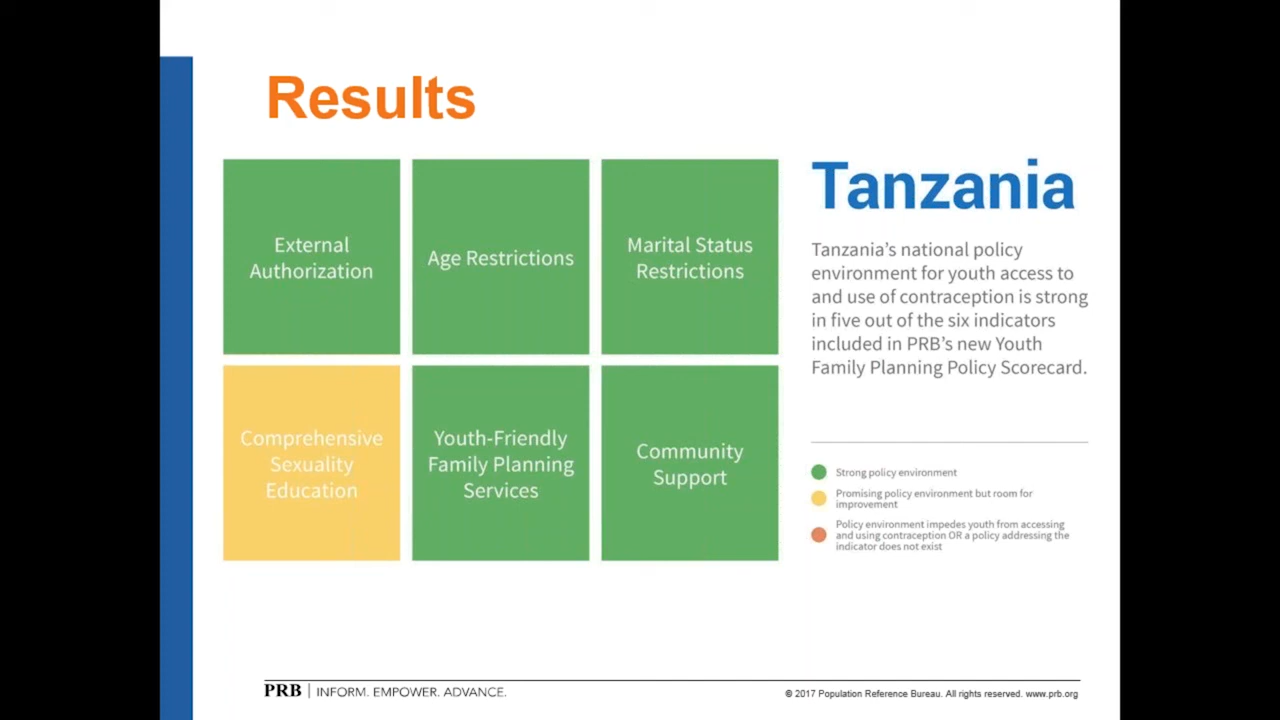 Results
External
Authorization
Age Restrictions
Marital Status
Restrictions
Comprehensive
Sexuality
Education
Youth-Friendly
Family Planning
Services
Community
Support
Tanzania
Tanzania's national policy
environment for youth access to
and use of contraception is strong
in five out of the six indicators
included in PRB's new Youth
Family Planning Policy Scorecard.
Strong policy environment
Promising policy environment but room for
improvement
Policy environment impedes youth from accessing
and using contraception OR a policy addressing the
indicator does not exist
PRB | INFORM. EMPOWER. ADVANCE.
© 2017 Population Reference Bureau. All rights reserved. www.prb.org